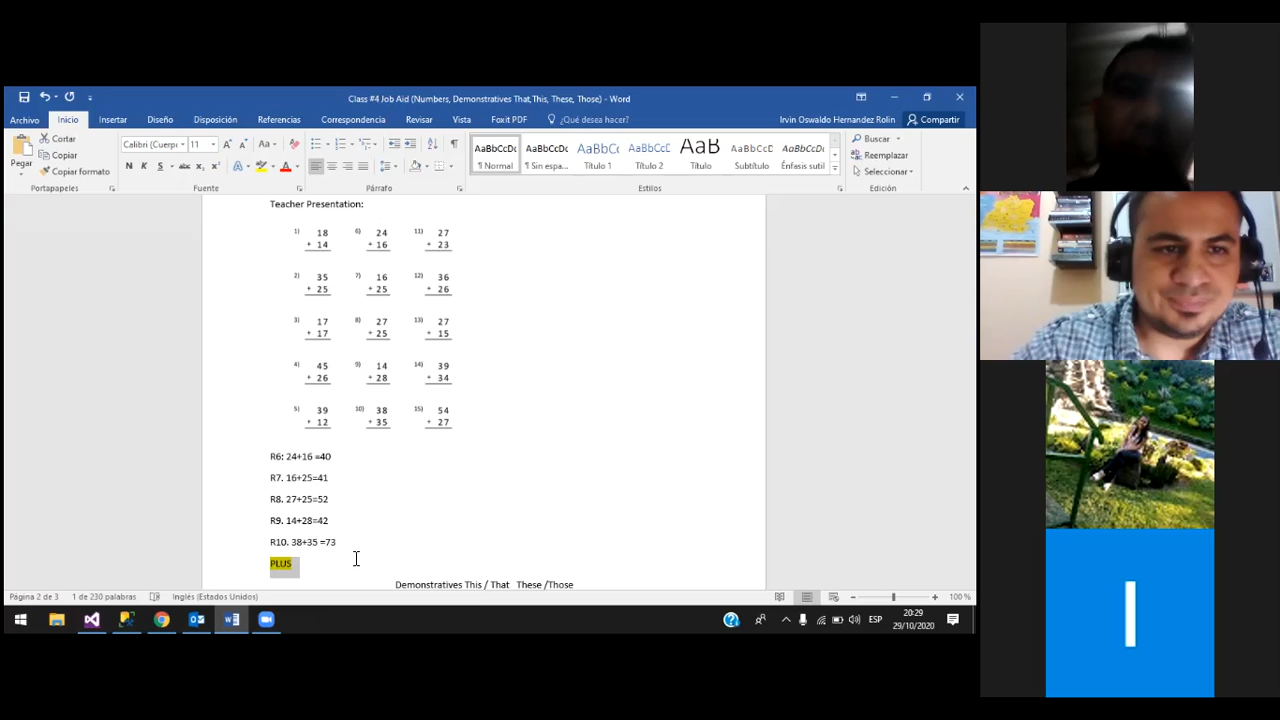 Class #4 Job Aid (Numbers, Demonstratives That,This, These, Those) - Word
Archivo Inicio Insertar Diseño Disposición Referencias Correspondencia Revisar Vista Foxit PDF ¿Qué desea hacer? Irvin Oswaldo Hernandez Rolin Compartir
Pegar
Cortar
Copiar
Copiar formato
Portapapeles
Calibri (Cuerpo 11
N K S abc x₂ x²
Fuente
Párrafo
AaBbCcDc AaBbCcDc AaBbCc AaBbCcC AaB AaBbCcC AaBbCcDc
¶ Normal ¶ Sin espa... Título 1 Título 2 Título Subtítulo Énfasis sutil
Estilos
Buscar
Reemplazar
Seleccionar
Edición
Teacher Presentation:
1) 18 6) 24 11) 27
+ 14 + 16 + 23
2) 35 7) 16 12) 36
+ 25 + 25 + 26
3) 17 8) 27 13) 27
+ 17 + 25 + 15
4) 45 9) 14 14) 39
+ 26 + 28 + 34
5) 39 10) 38 15) 54
+ 12 + 35 + 27
R6: 24+16 =40
R7. 16+25=41
R8. 27+25=52
R9. 14+28=42
R10. 38+35 =73
PLUS
Demonstratives This / That These /Those
Página 2 de 3 1 de 230 palabras Inglés (Estados Unidos) 100 %
ESP 20:29
29/10/2020
I